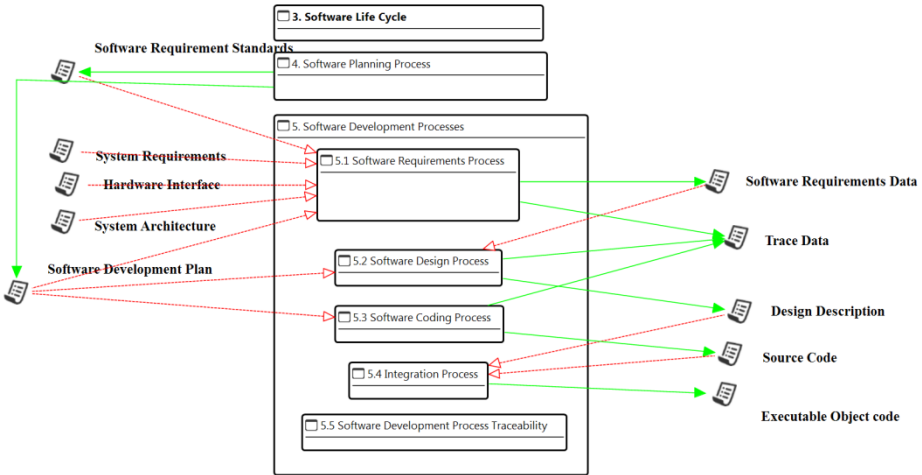 3. Software Life Cycle
Software Requirement Standards
4. Software Planning Process
5. Software Development Processes
5.1 Software Requirements Process
System Requirements
Hardware Interface
System Architecture
Software Requirements Data
Trace Data
5.2 Software Design Process
Software Development Plan
5.3 Software Coding Process
Design Description
Source Code
5.4 Integration Process
Executable Object code
5.5 Software Development Process Traceability